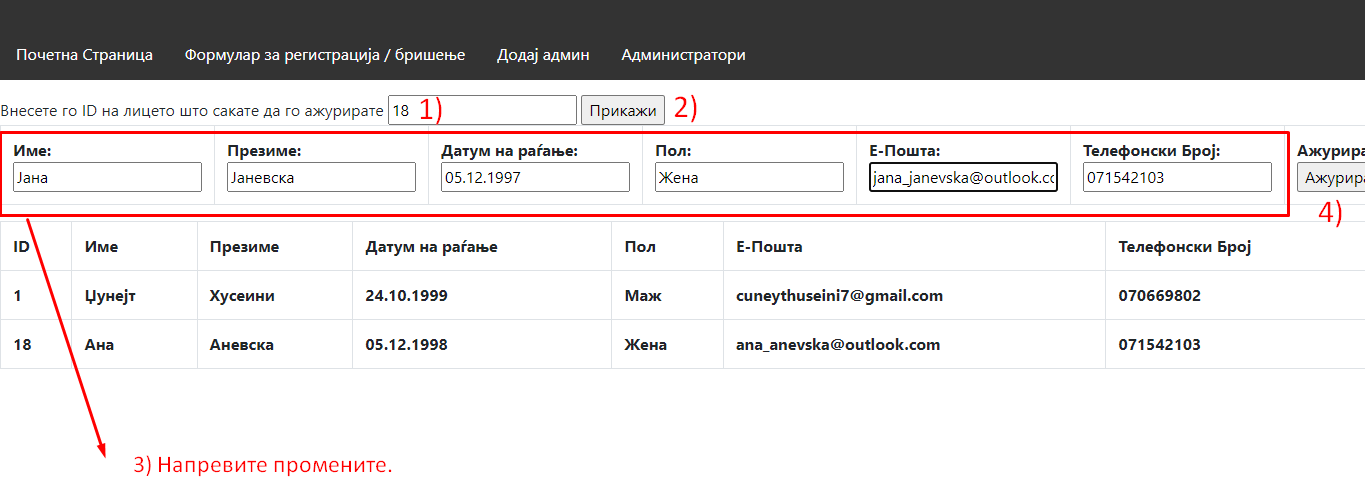 Почетна Страница Формулар за регистрација / бришење Додај админ Администратори
Внесете го ID на лицето што сакате да го ажурирате 18 1) Прикажи 2)
Име: Презиме: Датум на раѓање: Пол: Е-Пошта: Телефонски Број: Ажурира
Јана Јаневска 05.12.1997 Жена jana_janevska@outlook.co 071542103 Ажурира
4)
ID Име Презиме Датум на раѓање Пол Е-Пошта Телефонски Број
1 Џунејт Хусеини 24.10.1999 Маж cuneythuseini7@gmail.com 070669802
18 Ана Аневска 05.12.1998 Жена ana_anevska@outlook.com 071542103
3) Напревите промените.